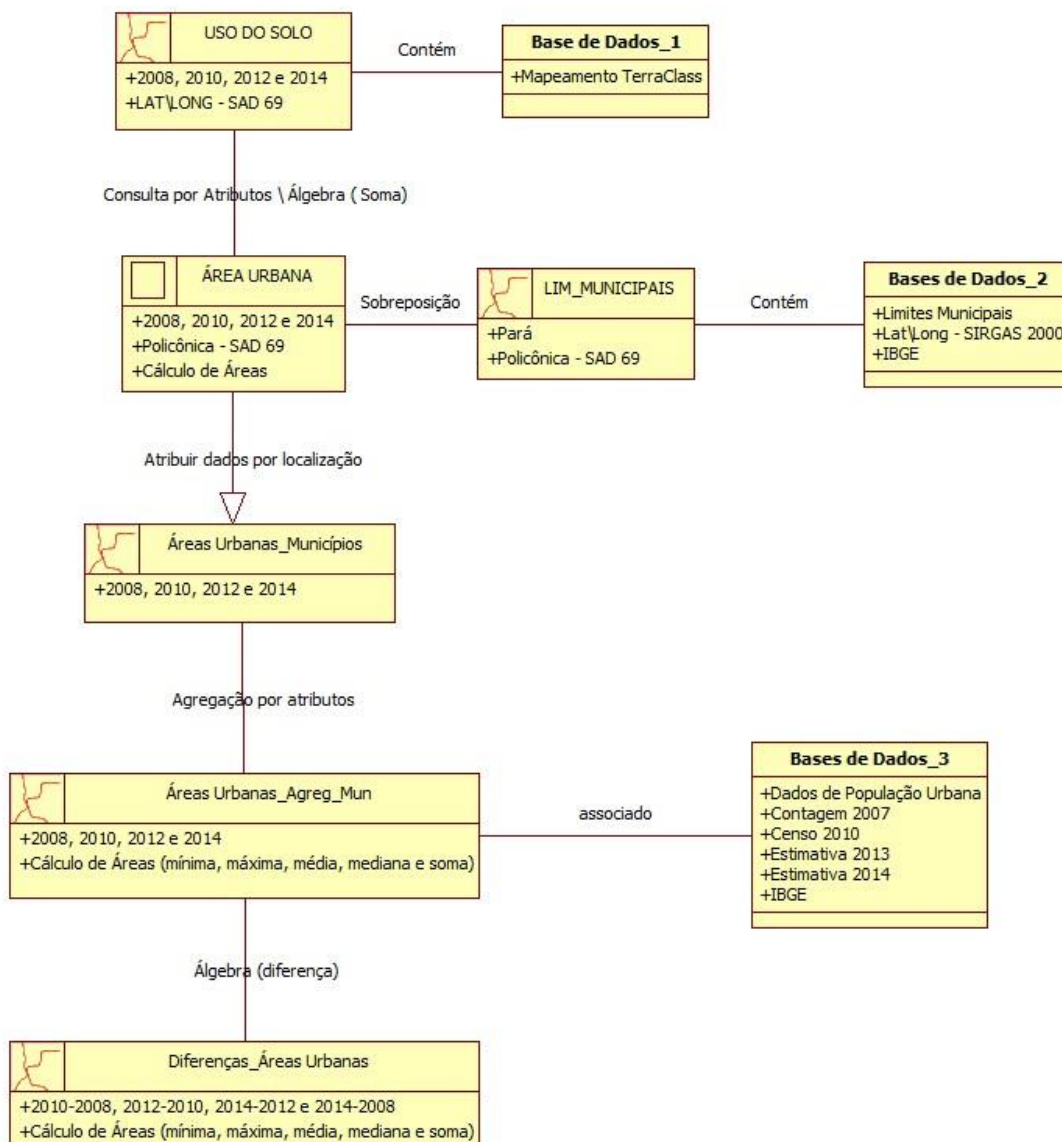 USO DO SOLO
+2008, 2010, 2012 e 2014
+LAT\LONG - SAD 69
Contém
Base de Dados_1
+Mapeamento TerraClass
Consulta por Atributos \ Álgebra ( Soma)
ÁREA URBANA
+2008, 2010, 2012 e 2014
+Policônica - SAD 69
+Cálculo de Áreas
Sobreposição
LIM_MUNICIPAIS
+Pará
+Policônica - SAD 69
Contém
Bases de Dados_2
+Limites Municipais
+Lat\Long - SIRGAS 2000
+IBGE
Atribuir dados por localização
Áreas Urbanas_Municípios
+2008, 2010, 2012 e 2014
Agregação por atributos
Áreas Urbanas_Agreg_Mun
+2008, 2010, 2012 e 2014
+Cálculo de Áreas (mínima, máxima, média, mediana e soma)
associado
Bases de Dados_3
+Dados de População Urbana
+Contagem 2007
+Censo 2010
+Estimativa 2013
+Estimativa 2014
+IBGE
Álgebra (diferença)
Diferenças_Áreas Urbanas
+2010-2008, 2012-2010, 2014-2012 e 2014-2008
+Cálculo de Áreas (mínima, máxima, média, mediana e soma)